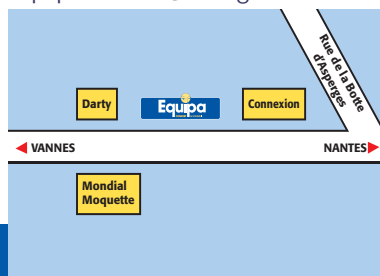 Rue de la Botte
d'Asperges
Darty
Equipa
Connexion
VANNES
NANTES
Mondial
Moquette